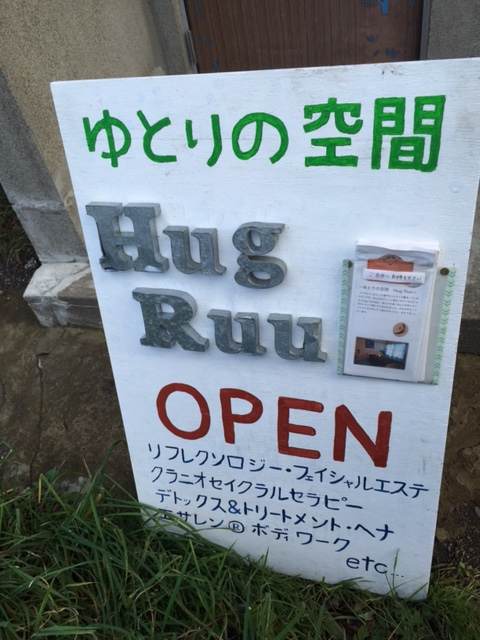 ゆとりの空間
Hug
Ruu
OPEN
リフレクソロジー・フェイシャルエステ
クラニオセイクラルセラピー
デトックス&トリートメント・ヘナ
エサレン®ボディワーク
etc...